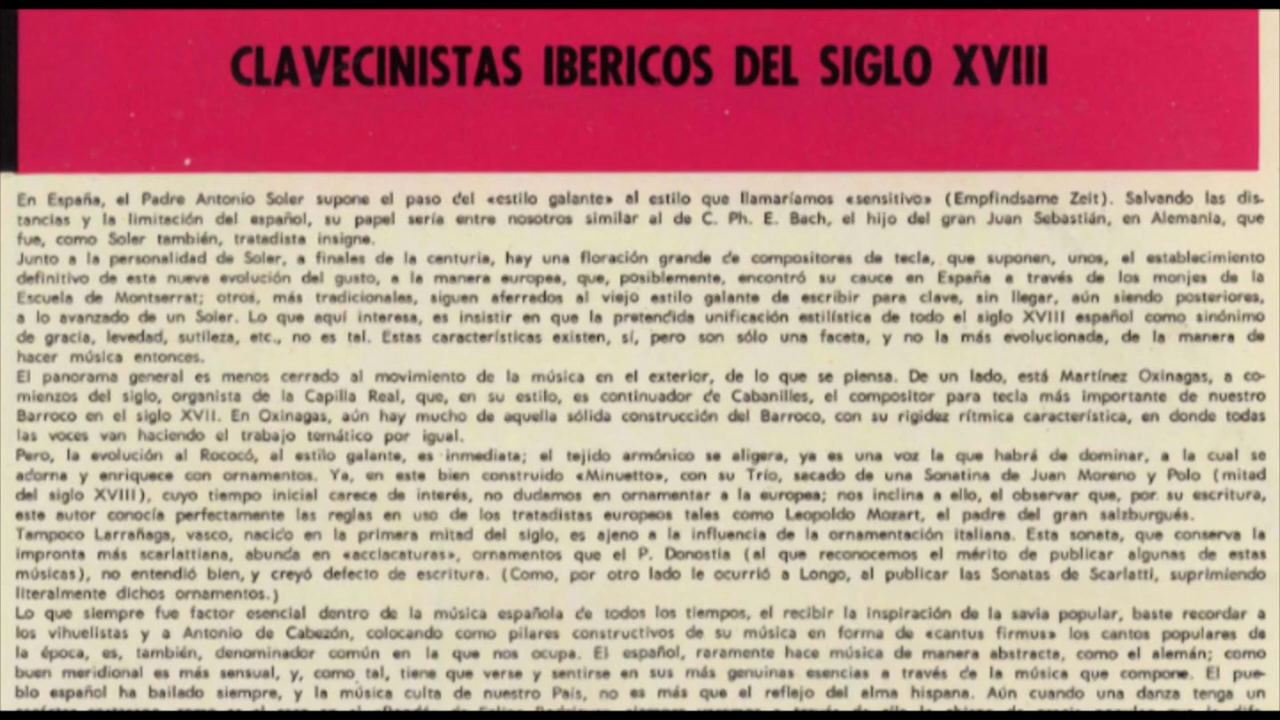 CLAVECINISTAS IBERICOS DEL SIGLO XVIII
En España, el Padre Antonio Soler supone el paso del «estilo galante» al estilo que llamaríamos «sensitivo» (Empfindsame Zeit). Salvando las dis-
tancias y la limitación del español, su papel sería entre nosotros similar al de C. Ph. E. Bach, el hijo del gran Juan Sebastián, en Alemania, que
fue, como Soler también, tratadista insigne.
Junto a la personalidad de Soler, a finales de la centuria, hay una floración grande de compositores de tecla, que suponen, unos, el establecimiento
definitivo de esta nueva evolución del gusto, a la manera europea, que, posiblemente, encontró su cauce en España a través de los monjes de la
Escuela de Montserrat; otros, más tradicionales, siguen aferrados al viejo estilo galante de escribir para clave, sin llegar, aún siendo posteriores,
a lo avanzado de un Soler. Lo que aquí interesa, es insistir en que la pretendida unificación estilística de todo el siglo XVIII español como sinónimo
de gracia, levedad, sutileza, etc., no es tal. Estas características existen, sí, pero son sólo una faceta, y no la más evolucionada, de la manera de
hacer música entonces.
El panorama general es menos cerrado al movimiento de la música en el exterior, de lo que se piensa. De un lado, está Martínez Oxinagas, a co-
mienzos del siglo, organista de la Capilla Real, que, en su estilo, es continuador de Cabanilles, el compositor para tecla más importante de nuestro
Barroco en el siglo XVII. En Oxinagas, aún hay mucho de aquella sólida construcción del Barroco, con su rigidez rítmica característica, en donde todas
las voces van haciendo el trabajo temático por igual.
Pero, la evolución al Rococó, al estilo galante, es inmediata; el tejido armónico se aligera, ya es una voz la que habrá de dominar, a la cual se
adorna y enriquece con ornamentos. Ya, en este bien construido «Minuetto», con su Trío, sacado de una Sonatina de Juan Moreno y Polo (mitad
del siglo XVIII), cuyo tiempo inicial carece de interés, no dudamos en ornamentar a la europea; nos inclina a ello, el observar que, por su escritura,
este autor conocía perfectamente las reglas en uso de los tratadistas europeos tales como Leopoldo Mozart, el padre del gran salzburgués.
Tampoco Larrañaga, vasco, nacido en la primera mitad del siglo, es ajeno a la influencia de la ornamentación italiana. Esta sonata, que conserva la
impronta más scarlattiana, abunda en «acciacaturas», ornamentos que el P. Donostia (al que reconocemos el mérito de publicar algunas de estas
músicas), no entendió bien, y creyó defecto de escritura. (Como, por otro lado le ocurrió a Longo, al publicar las Sonatas de Scarlatti, suprimiendo
literalmente dichos ornamentos.)
Lo que siempre fue factor esencial dentro de la música española de todos los tiempos, el recibir la inspiración de la savia popular, baste recordar a
los vihuelistas y a Antonio de Cabezón, colocando como pilares constructivos de su música en forma de «cantus firmus» los cantos populares de
la época, es, también, denominador común en la que nos ocupa. El español, raramente hace música de manera abstracta, como el alemán; como
buen meridional es más sensual, y, como tal, tiene que verse y sentirse en sus más genuinas esencias a través de la música que compone. El pue-
blo español ha bailado siempre, y la música culta de nuestro País, no es más que el reflejo del alma hispana. Aún cuando una danza tenga un